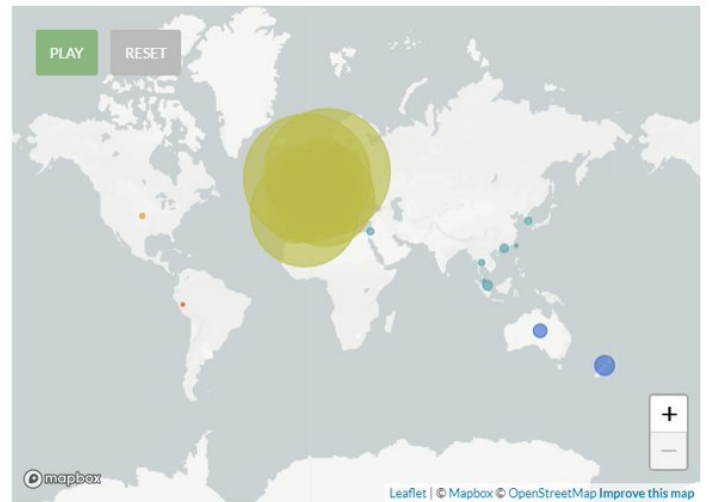 PLAY RESET
+
−
mapbox
Leaflet | © Mapbox © OpenStreetMap Improve this map